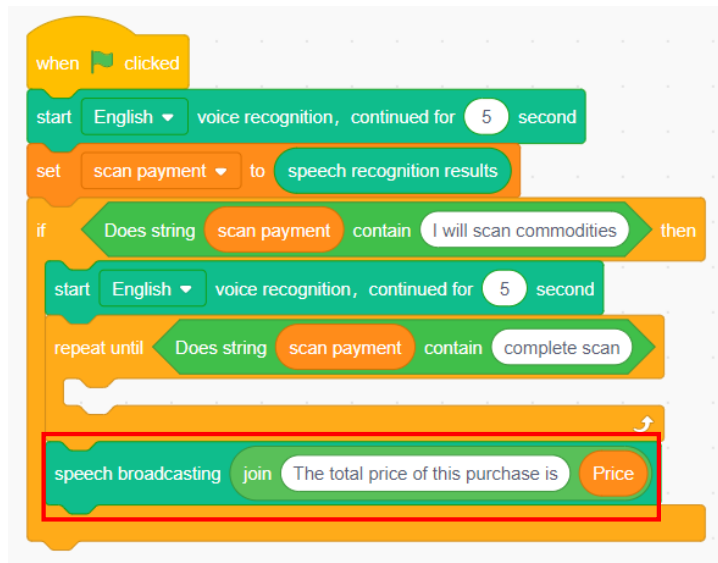 when clicked
start English voice recognition, continued for 5 second
set scan payment to speech recognition results
if Does string scan payment contain I will scan commodities then
start English voice recognition, continued for 5 second
repeat until Does string scan payment contain complete scan
speech broadcasting join The total price of this purchase is Price